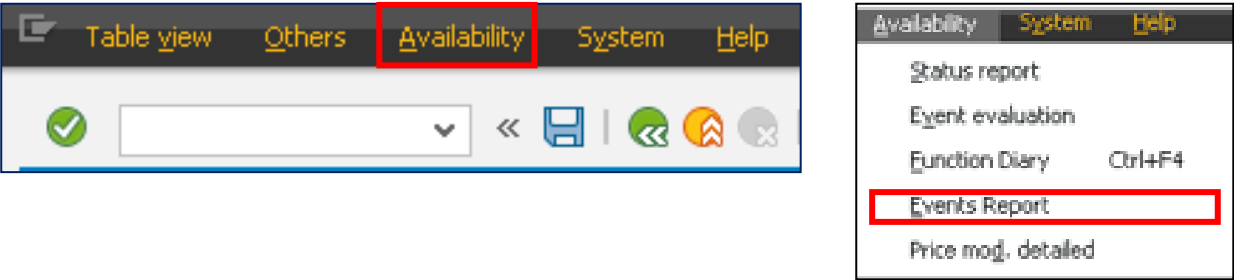 Table view Others Availability System Help
Availability System Help
Status report
Event evaluation
Function Diary Ctrl+F4
Events Report
Price mod. detailed